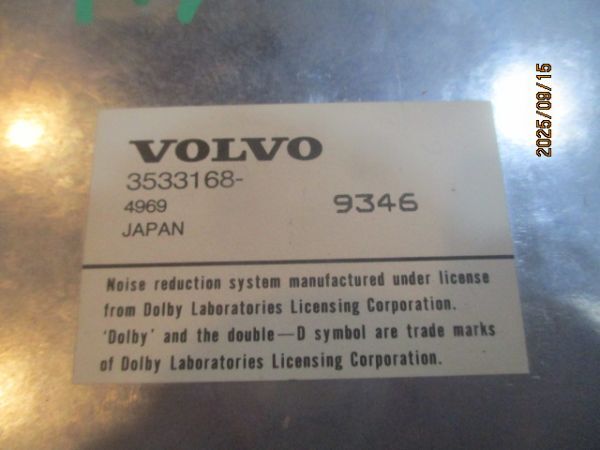 VOLVO
3533168-
4969
JAPAN
9346
Noise reduction system manufactured under license
from Dolby Laboratories Licensing Corporation.
'Dolby' and the double—D symbol are trade marks
of Dolby Laboratories Licensing Corporation.
2025/09/15